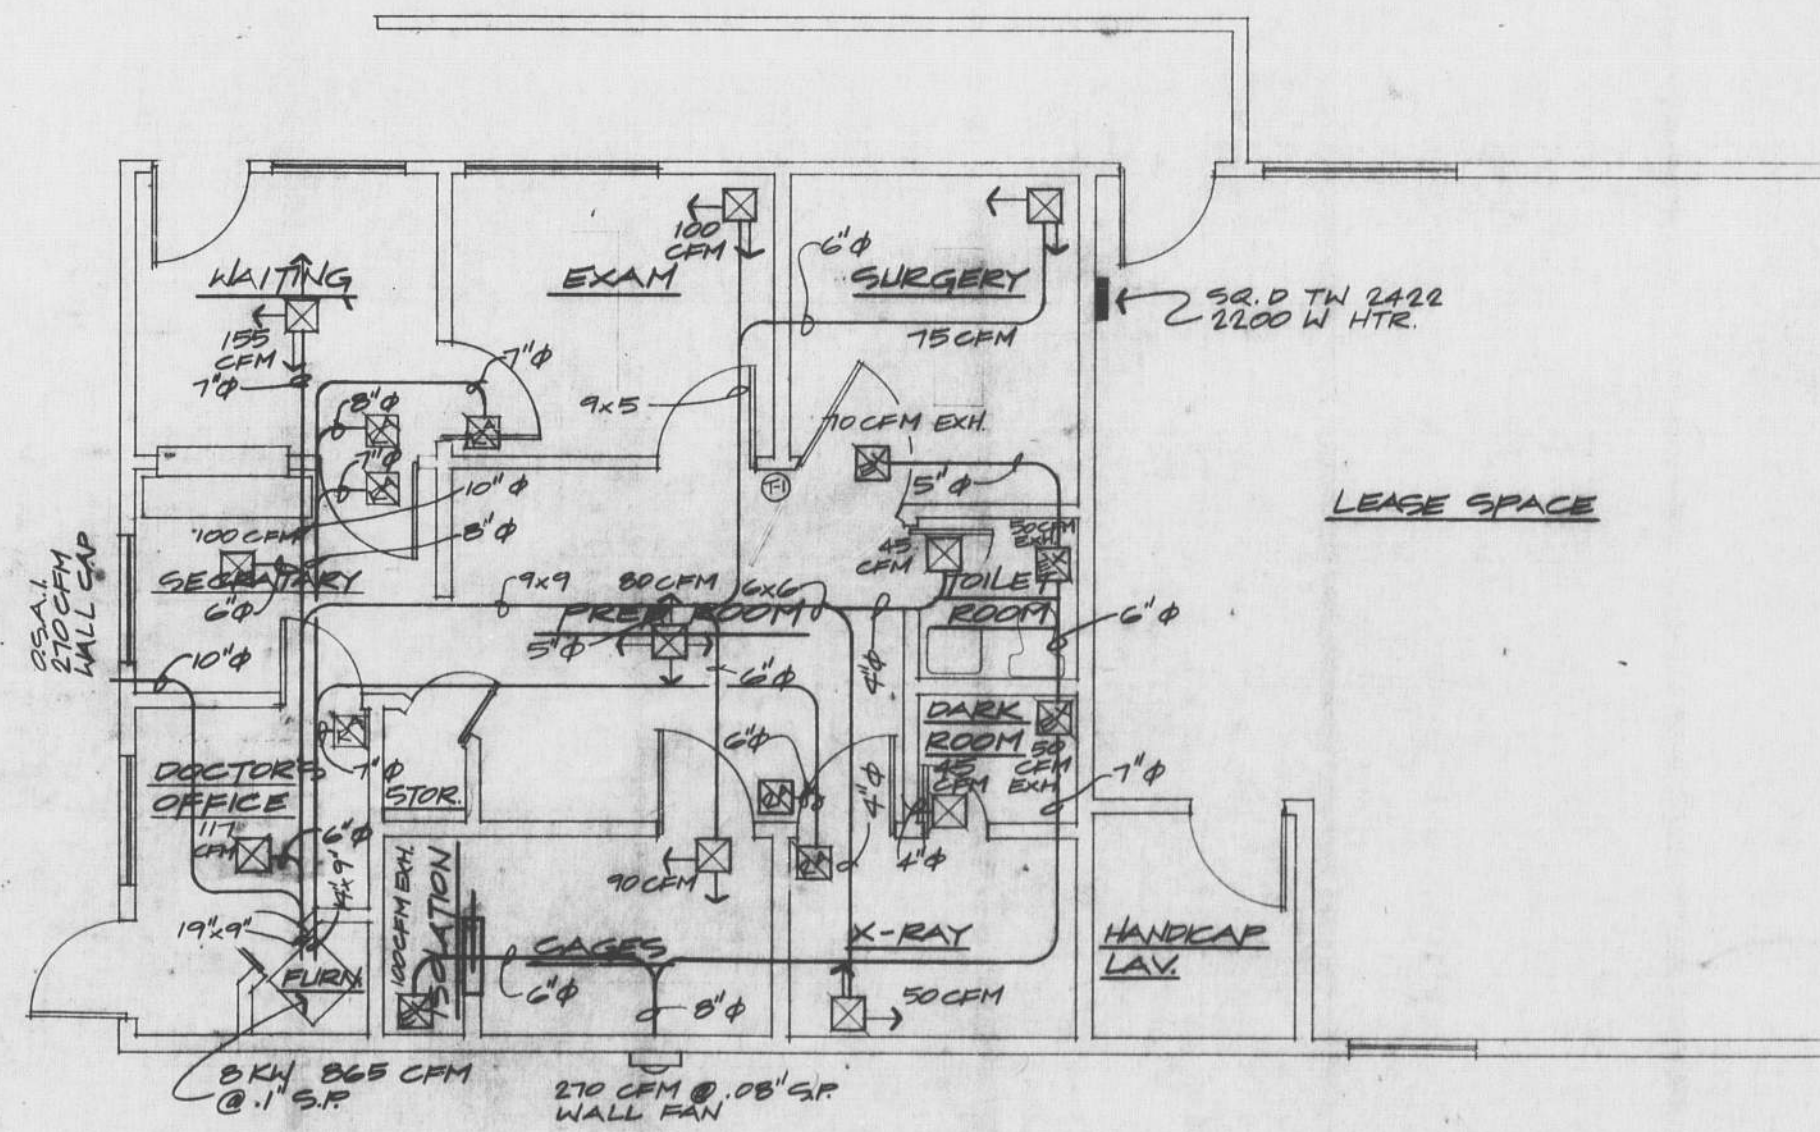 100
CFM
6"φ
WAITING
EXAM
SURGERY
SQ. D TW 2422
2200 W HTR.
155
CFM
75 CFM
7"φ
7"φ
9x5
8"φ
70 CFM EXH.
7"φ
10"φ
T-1
5"φ
LEASE SPACE
100 CFM
8"φ
50 CFM
EXH.
45
CFM
O.S.A.I.
270 CFM
WALL CAP
SECRATARY
9x9
80 CFM
6x6
TOILET
ROOM
6"φ
PREP ROOM
6"φ
5"φ
10"φ
6"φ
4"φ
DARK
ROOM
6"φ
50
CFM
EXH
45
CFM
7"φ
DOCTOR'S
OFFICE
7"φ
STOR.
4"φ
117
CFM
6"φ
4"x9"
100 CFM EXH.
ISOLATION
90 CFM
4"φ
19"x9"
CAGES
X-RAY
HANDICAP
LAV.
FURN.
6"φ
8"φ
50 CFM
8 KW 865 CFM
@ .1" S.P.
270 CFM @ .08" S.P.
WALL FAN